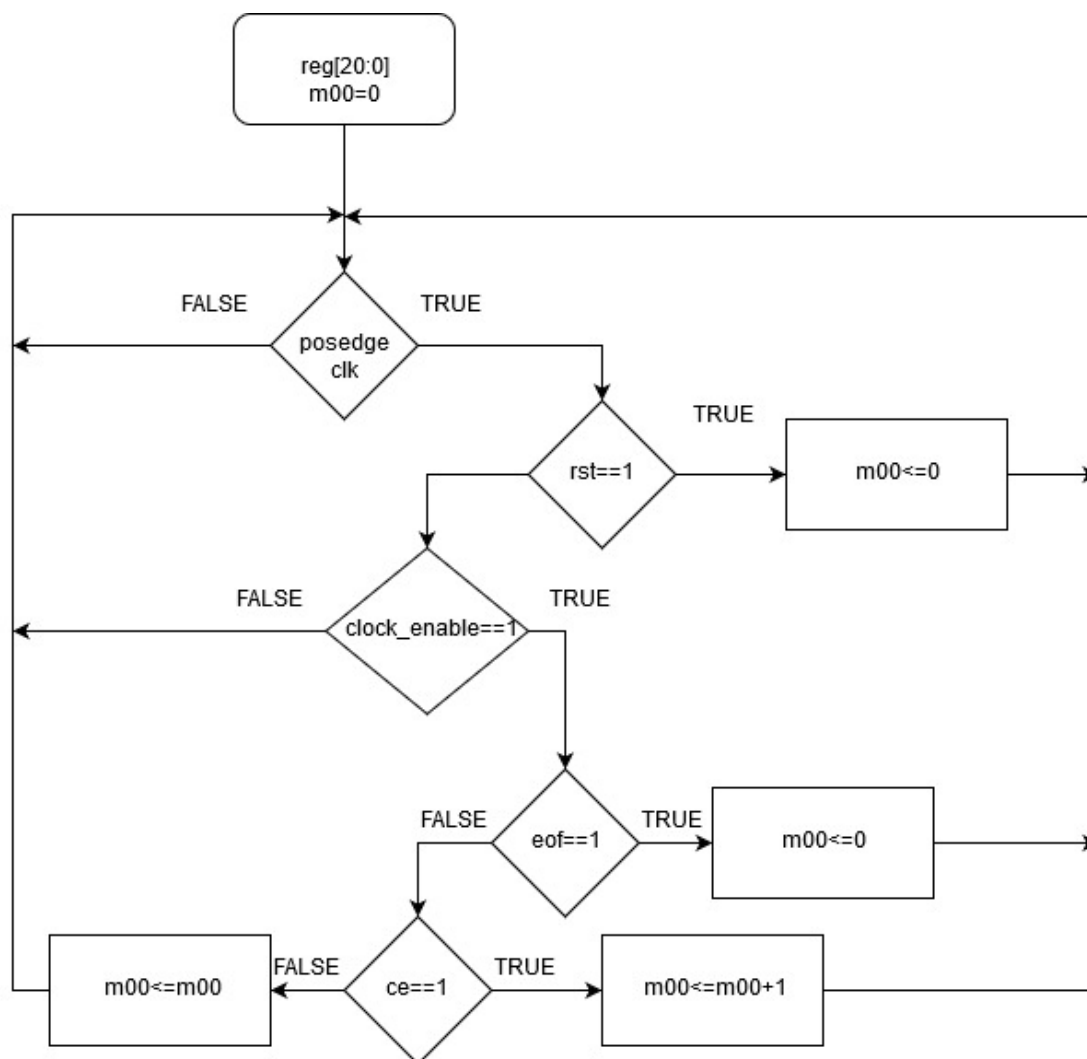 reg[20:0]
m00=0
FALSE
TRUE
posedge
clk
TRUE
rst==1
m00<=0
FALSE
TRUE
clock_enable==1
FALSE
TRUE
eof==1
m00<=0
FALSE
TRUE
m00<=m00
ce==1
m00<=m00+1